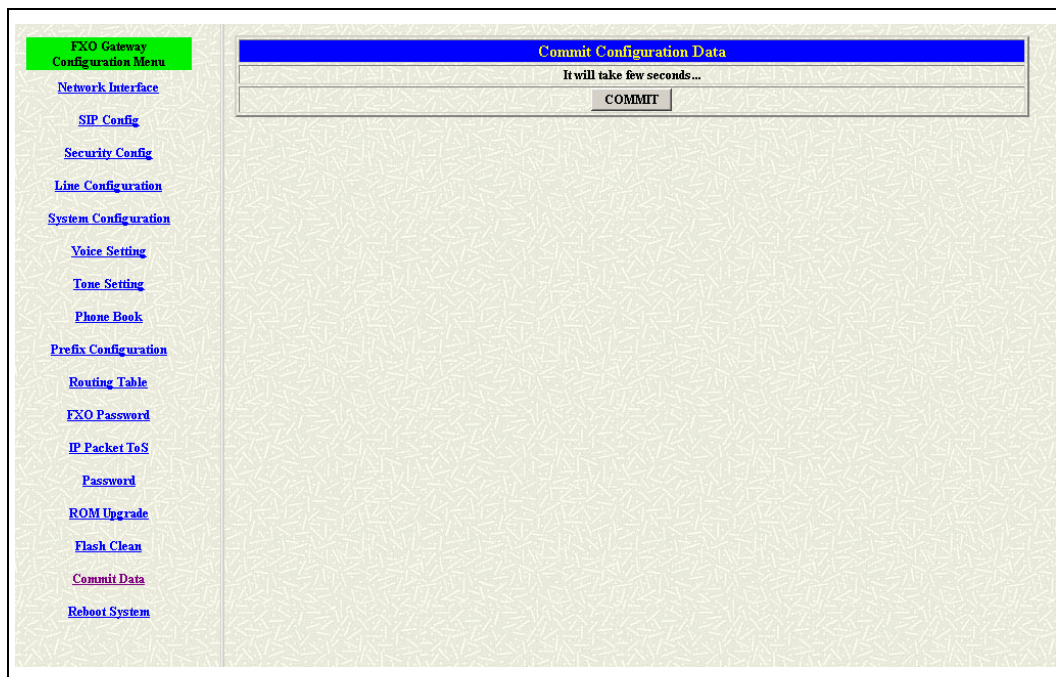 FXO Gateway
Configuration Menu
Network Interface
SIP Config
Security Config
Line Configuration
System Configuration
Voice Setting
Tone Setting
Phone Book
Prefix Configuration
Routing Table
FXO Password
IP Packet ToS
Password
ROM Upgrade
Flash Clean
Commit Data
Reboot System
Commit Configuration Data
It will take few seconds...
COMMIT